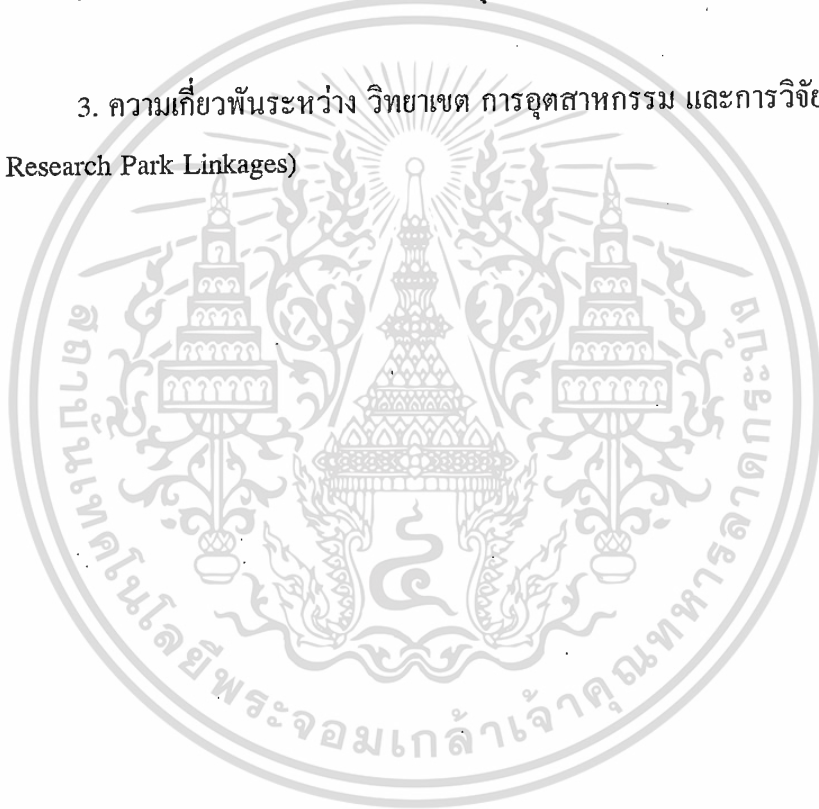 3. ความเกี่ยวพันระหว่าง วิทยาเขต การอุตสาหกรรม และการวิจัย
Research Park Linkages)
สถาบันเทคโนโลยีพระจอมเกล้าเจ้าคุณทหารลาดกระบัง
๔